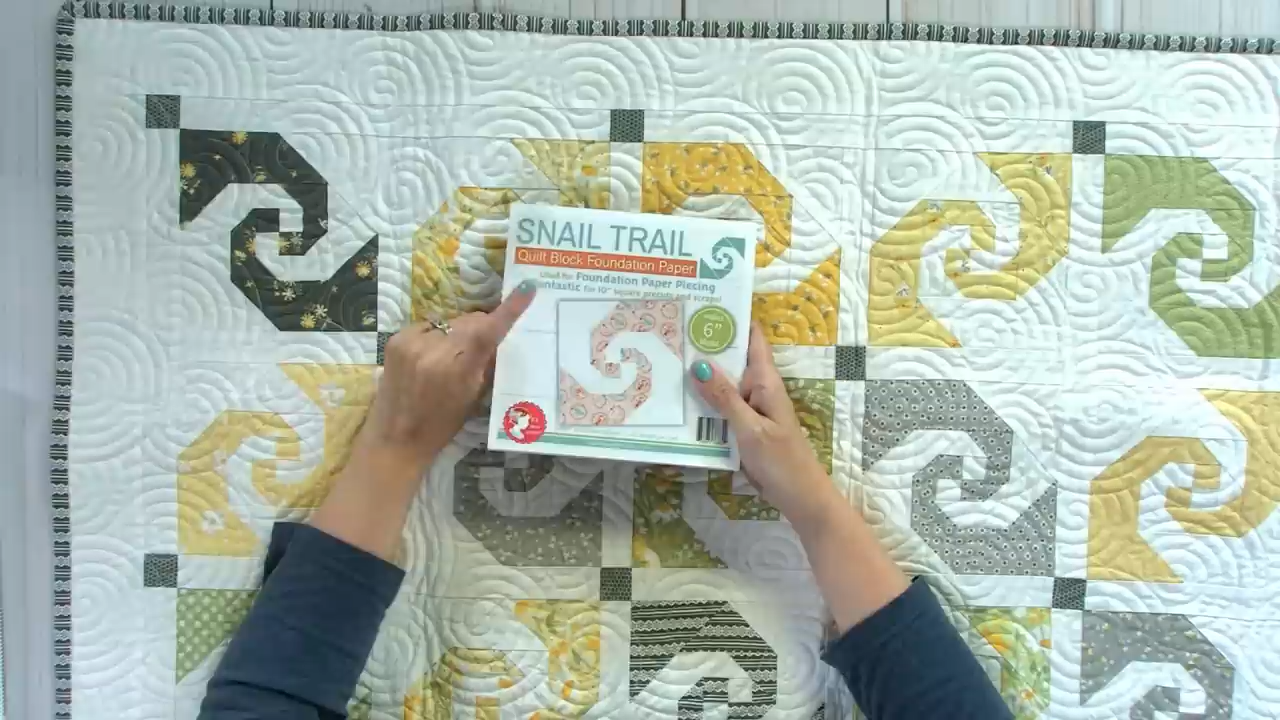 SNAIL TRAIL
Quilt Block Foundation Paper
Used for Foundation Paper Piecing
Fantastic for 10" square precuts and scraps!
6"